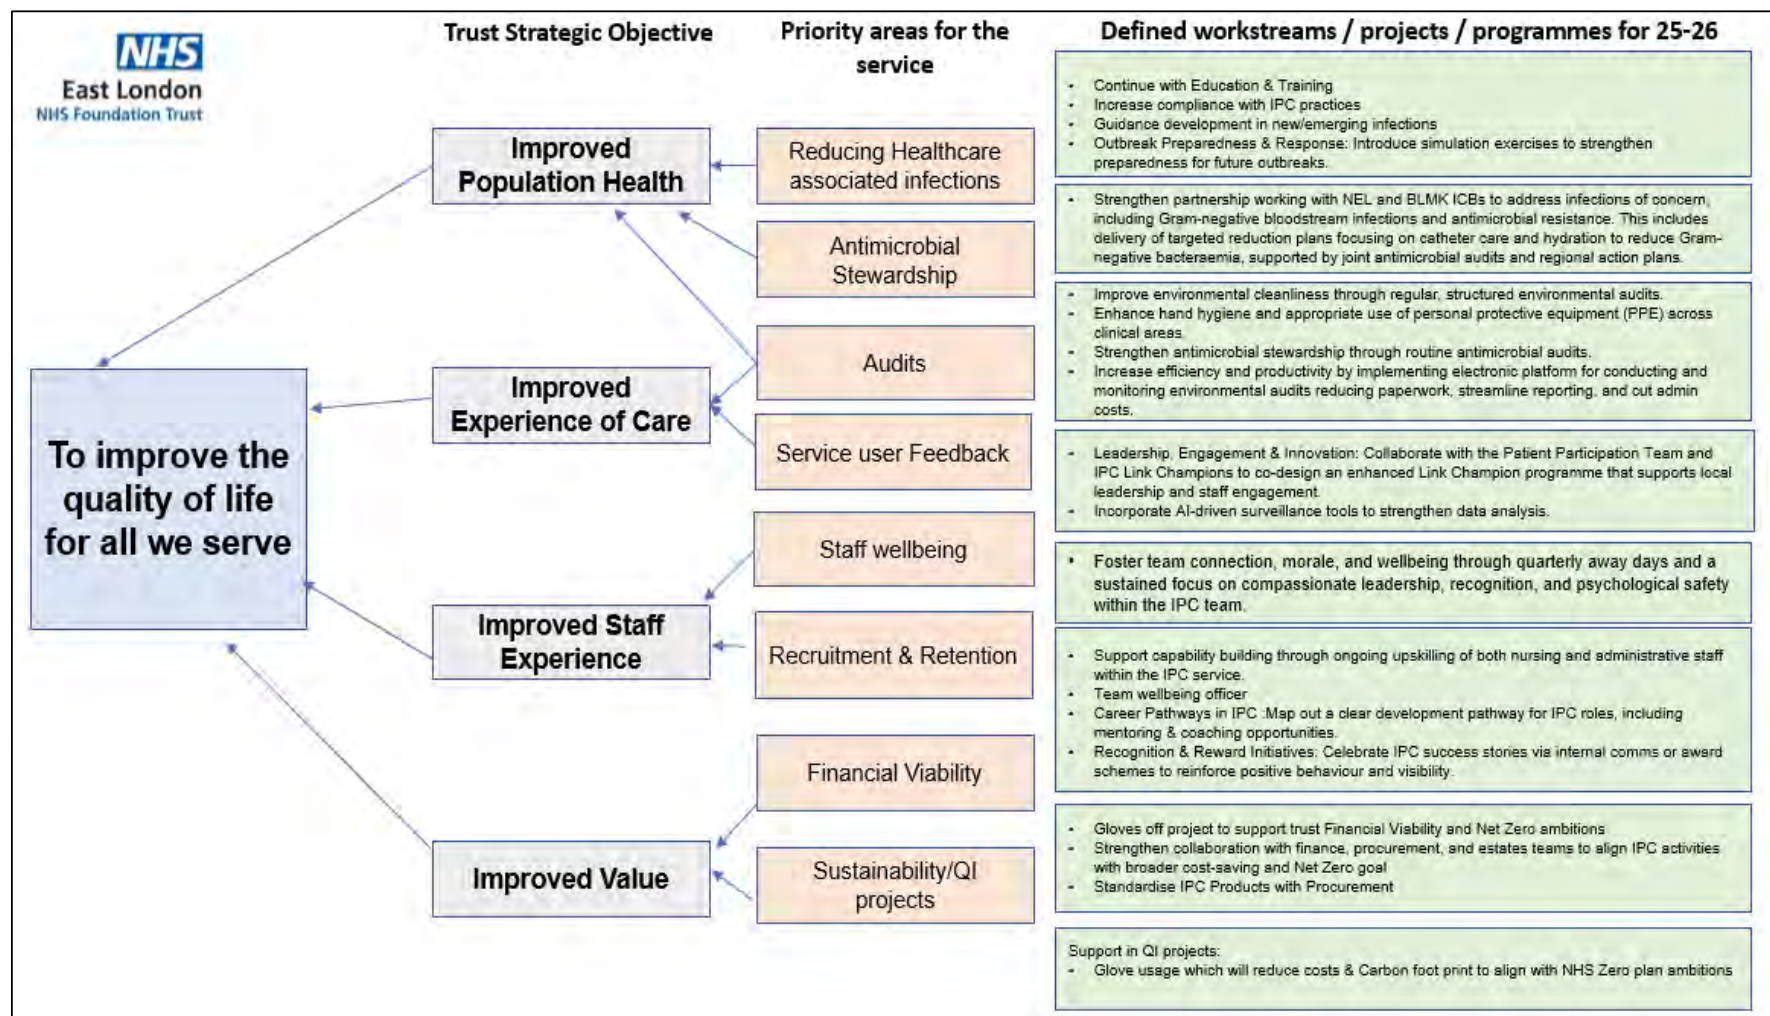 NHS
East London
NHS Foundation Trust
Trust Strategic Objective
Priority areas for the
service
Defined workstreams / projects / programmes for 25-26
To improve the
quality of life
for all we serve
Improved
Population Health
Improved
Experience of Care
Improved Staff
Experience
Improved Value
Reducing Healthcare
associated infections
Antimicrobial
Stewardship
Audits
Service user Feedback
Staff wellbeing
Recruitment & Retention
Financial Viability
Sustainability/QI
projects
- Continue with Education & Training
- Increase compliance with IPC practices
- Guidance development in new/emerging infections
- Outbreak Preparedness & Response: Introduce simulation exercises to strengthen
preparedness for future outbreaks.
- Strengthen partnership working with NEL and BLMK ICBs to address infections of concern,
including Gram-negative bloodstream infections and antimicrobial resistance. This includes
delivery of targeted reduction plans focusing on catheter care and hydration to reduce Gram-
negative bacteraemia, supported by joint antimicrobial audits and regional action plans.
- Improve environmental cleanliness through regular, structured environmental audits.
- Enhance hand hygiene and appropriate use of personal protective equipment (PPE) across
clinical areas.
- Strengthen antimicrobial stewardship through routine antimicrobial audits.
- Increase efficiency and productivity by implementing electronic platform for conducting and
monitoring environmental audits reducing paperwork, streamline reporting, and cut admin
costs.
- Leadership, Engagement & Innovation: Collaborate with the Patient Participation Team and
IPC Link Champions to co-design an enhanced Link Champion programme that supports local
leadership and staff engagement.
- Incorporate AI-driven surveillance tools to strengthen data analysis.
- Foster team connection, morale, and wellbeing through quarterly away days and a
sustained focus on compassionate leadership, recognition, and psychological safety
within the IPC team.
- Support capability building through ongoing upskilling of both nursing and administrative staff
within the IPC service.
- Team wellbeing officer
- Career Pathways in IPC :Map out a clear development pathway for IPC roles, including
mentoring & coaching opportunities.
- Recognition & Reward Initiatives: Celebrate IPC success stories via internal comms or award
schemes to reinforce positive behaviour and visibility.
- Gloves off project to support trust Financial Viability and Net Zero ambitions
- Strengthen collaboration with finance, procurement, and estates teams to align IPC activities
with broader cost-saving and Net Zero goal
- Standardise IPC Products with Procurement
Support in QI projects:
- Glove usage which will reduce costs & Carbon foot print to align with NHS Zero plan ambitions